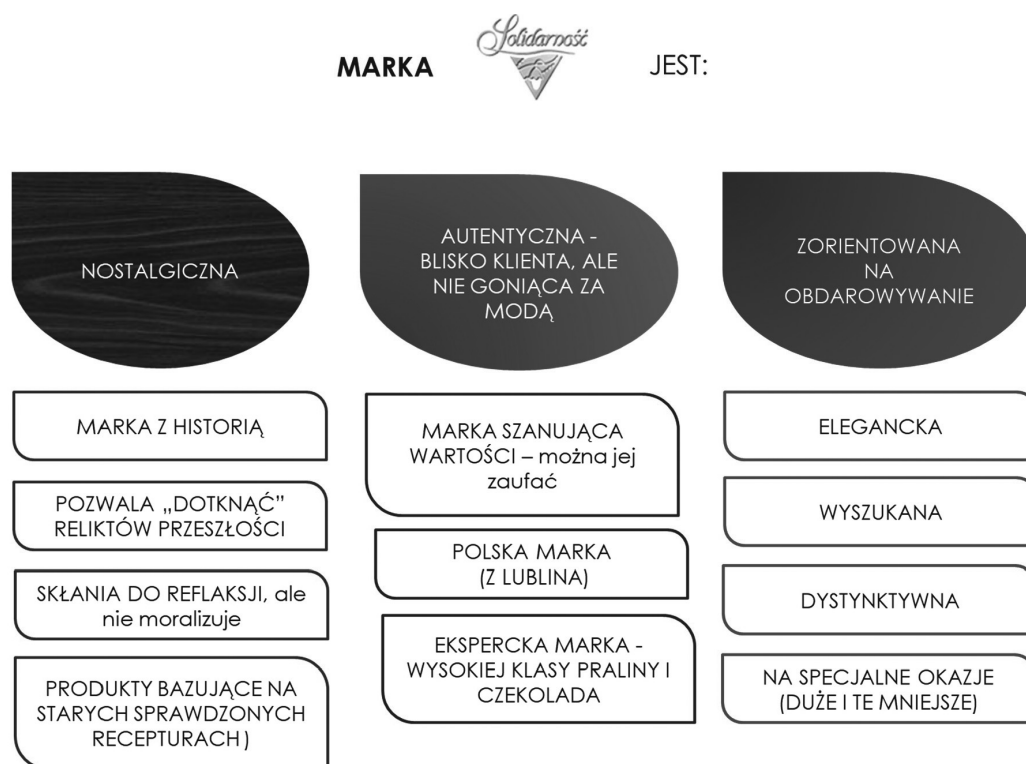 MARKA Solidarność JEST:
NOSTALGICZNA
MARKA Z HISTORIĄ
POZWALA „DOTKNĄĆ”
RELIKTÓW PRZESZŁOŚCI
SKŁANIA DO REFLAKSJI, ale
nie moralizuje
PRODUKTY BAZUJĄCE NA
STARYCH SPRAWDZONYCH
RECEPTURACH)
AUTENTYCZNA -
BLISKO KLIENTA, ALE
NIE GONIĄCA ZA
MODĄ
MARKA SZANUJĄCA
WARTOŚCI – można jej
zaufać
POLSKA MARKA
(Z LUBLINA)
EKSPERCKA MARKA -
WYSOKIEJ KLASY PRALINY I
CZEKOLADA
ZORIENTOWANA
NA
OBDAROWYWANIE
ELEGANCKA
WYSZUKANA
DYSTYNKTYWNA
NA SPECJALNE OKAZJE
(DUŻE I TE MNIEJSZE)